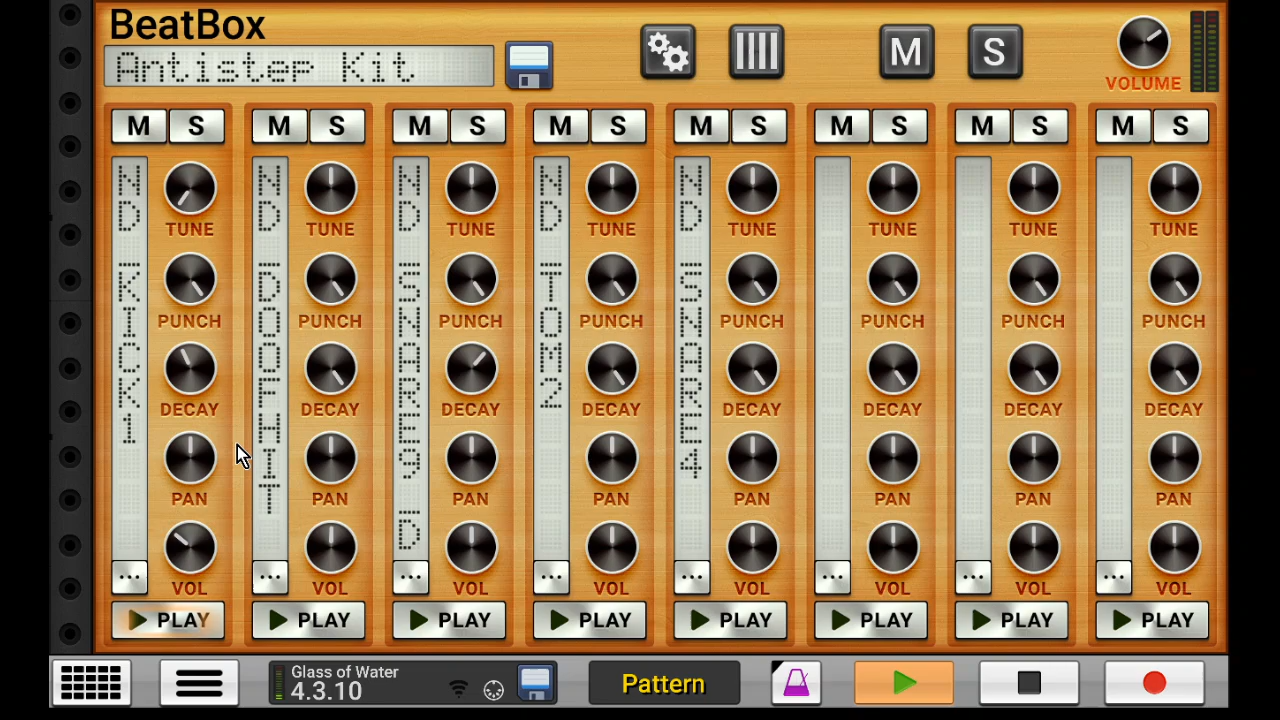 BeatBox
Antistep Kit
M S
VOLUME
M S M S M S M S M S M S M S M S
ND KICK1
ND DOOFHIT
ND SNARE9 D
ND TOM2
ND SNARE4
TUNE TUNE TUNE TUNE TUNE TUNE TUNE TUNE
PUNCH PUNCH PUNCH PUNCH PUNCH PUNCH PUNCH PUNCH
DECAY DECAY DECAY DECAY DECAY DECAY DECAY DECAY
PAN PAN PAN PAN PAN PAN PAN PAN
... ... ... ... ... ... ... ...
VOL VOL VOL VOL VOL VOL VOL VOL
PLAY PLAY PLAY PLAY PLAY PLAY PLAY PLAY
Glass of Water
4.3.10
Pattern